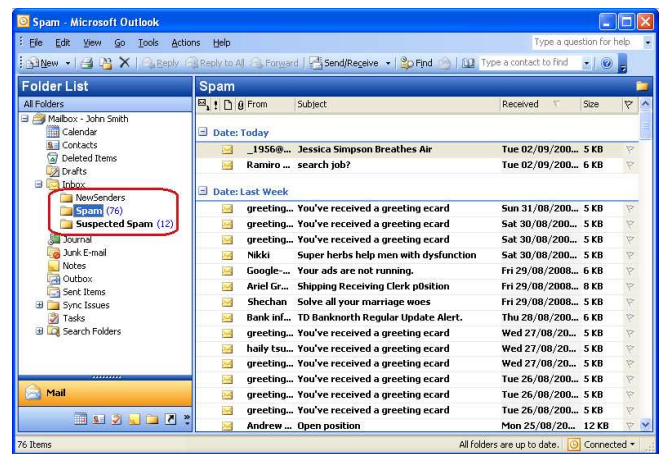 Spam - Microsoft Outlook
File Edit View Go Tools Actions Help Type a question for help
New Reply Reply to All Forward Send/Receive Find Type a contact to find
Folder List Spam
All Folders From Subject Received Size
Mailbox - John Smith
Calendar
Contacts
Deleted Items
Drafts
Inbox
NewSenders
Spam (76)
Suspected Spam (12)
Journal
Junk E-mail
Notes
Outbox
Sent Items
Sync Issues
Tasks
Search Folders
Mail
Date: Today
_1956@... Jessica Simpson Breathes Air Tue 02/09/200... 5 KB
Ramiro ... search job? Tue 02/09/200... 6 KB
Date: Last Week
greeting... You've received a greeting ecard Sun 31/08/200... 5 KB
greeting... You've received a greeting ecard Sat 30/08/200... 5 KB
greeting... You've received a greeting ecard Sat 30/08/200... 5 KB
Nikki Super herbs help men with dysfunction Sat 30/08/200... 5 KB
Google-... Your ads are not running. Fri 29/08/2008... 6 KB
Ariel Gr... Shipping Receiving Clerk p0sition Fri 29/08/2008... 8 KB
Shechan Solve all your marriage woes Fri 29/08/2008... 5 KB
Bank inf... TD Banknorth Regular Update Alert. Thu 28/08/200... 6 KB
greeting... You've received a greeting ecard Wed 27/08/20... 5 KB
haily tsu... You've received a greeting ecard Wed 27/08/20... 5 KB
greeting... You've received a greeting ecard Wed 27/08/20... 5 KB
greeting... You've received a greeting ecard Tue 26/08/200... 5 KB
greeting... You've received a greeting ecard Tue 26/08/200... 5 KB
greeting... You've received a greeting ecard Tue 26/08/200... 5 KB
Andrew ... Open position Mon 25/08/20... 12 KB
76 Items All folders are up to date. Connected